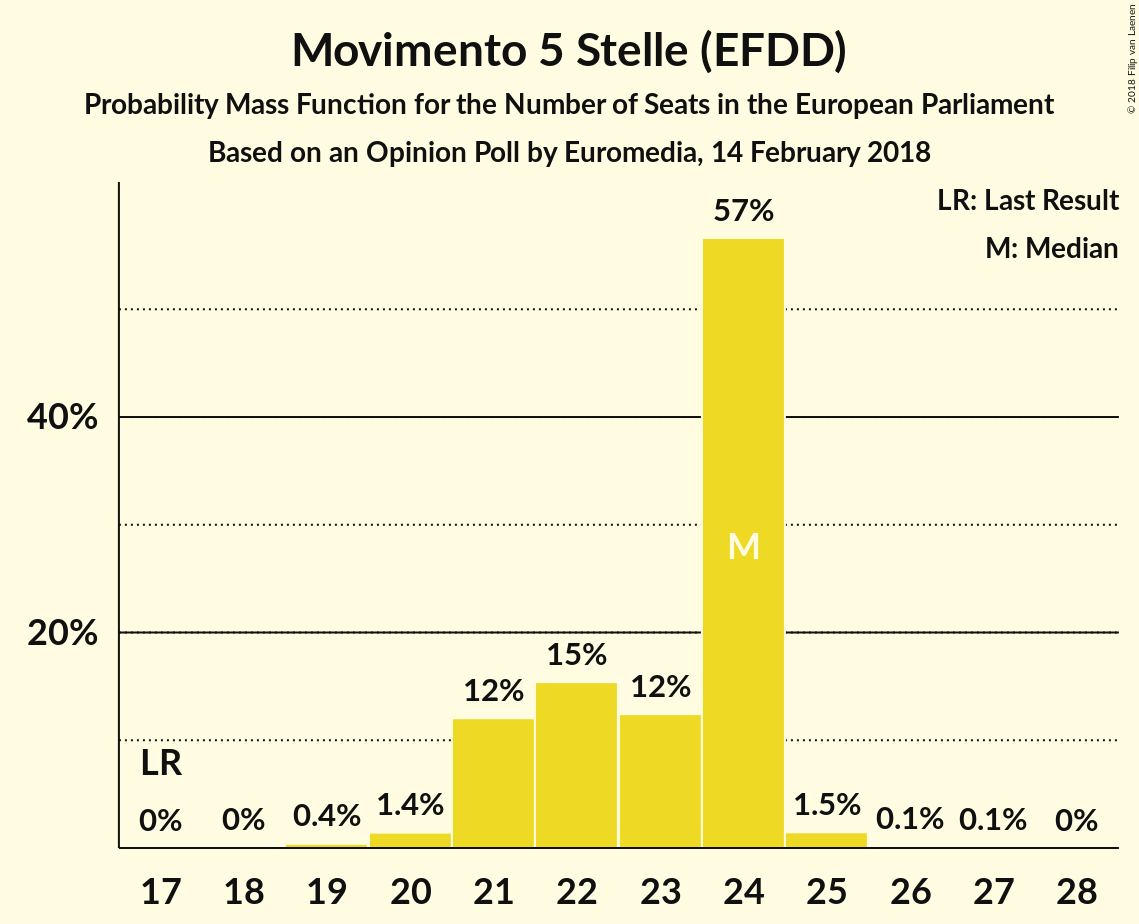 Movimento 5 Stelle (EFDD)
Probability Mass Function for the Number of Seats in the European Parliament
Based on an Opinion Poll by Euromedia, 14 February 2018
© 2018 Filip van Laenen
LR: Last Result
M: Median
57%
40%
M
20%
15%
12%
12%
LR
0%
0%
0.4%
1.4%
1.5%
0.1%
0.1%
0%
17 18 19 20 21 22 23 24 25 26 27 28